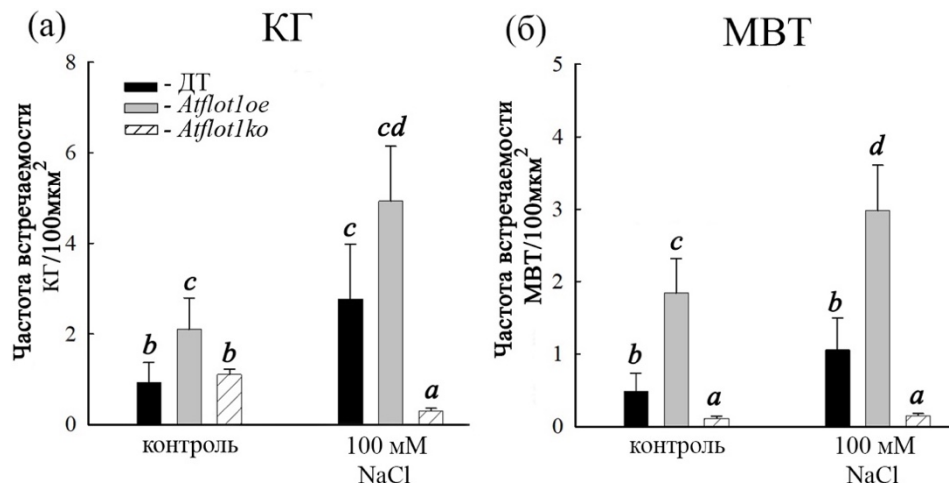 (а) КГ
Частота встречаемости
КГ/100мкм²
8
6
4
2
0
- ДТ
- Atflot1oe
- Atflot1ko
b
c
b
c
cd
a
контроль
100 мМ
NaCl
(б) МВТ
Частота встречаемости
МВТ/100мкм²
5
4
3
2
1
0
b
c
a
b
d
a
контроль
100 мМ
NaCl